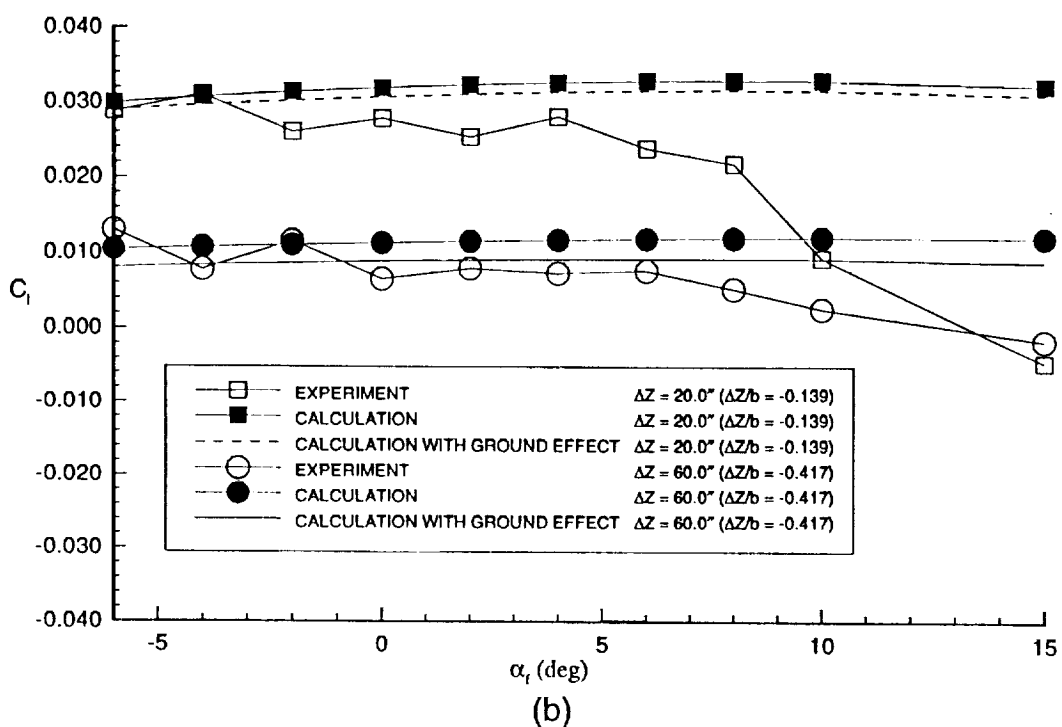 0.040
0.030
0.020
0.010
C_l
0.000
-0.010
-0.020
-0.030
-0.040
EXPERIMENT ΔZ = 20.0″ (ΔZ/b = -0.139)
CALCULATION ΔZ = 20.0″ (ΔZ/b = -0.139)
CALCULATION WITH GROUND EFFECT ΔZ = 20.0″ (ΔZ/b = -0.139)
EXPERIMENT ΔZ = 60.0″ (ΔZ/b = -0.417)
CALCULATION ΔZ = 60.0″ (ΔZ/b = -0.417)
CALCULATION WITH GROUND EFFECT ΔZ = 60.0″ (ΔZ/b = -0.417)
-5 0 5 10 15
α_f (deg)
(b)